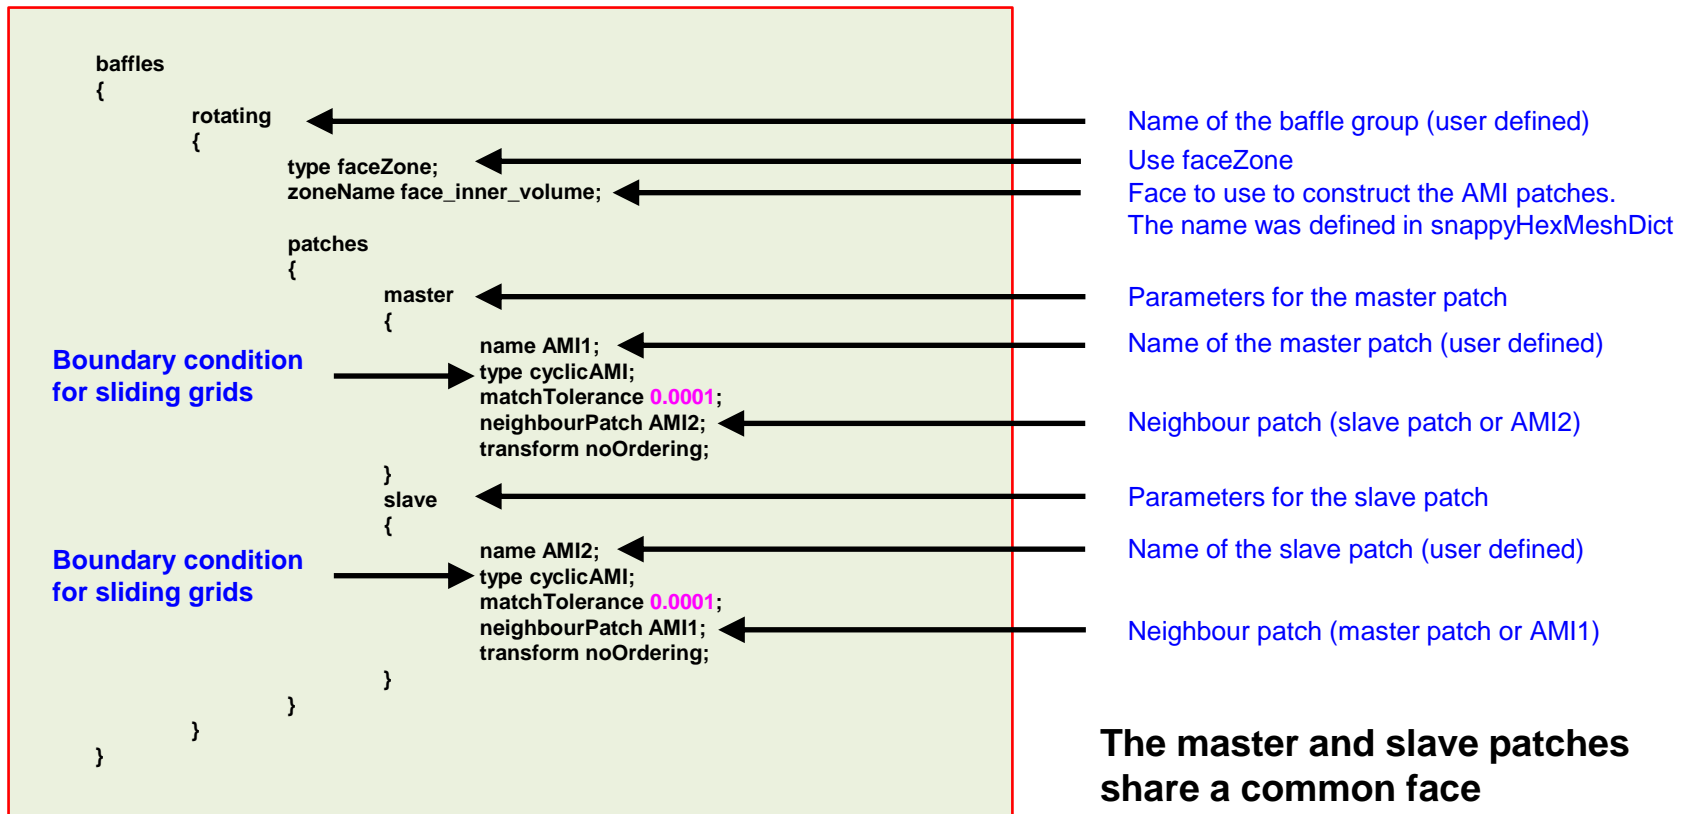 baffles
{
rotating
{
type faceZone;
zoneName face_inner_volume;
patches
{
master
{
name AMI1;
type cyclicAMI;
matchTolerance 0.0001;
neighbourPatch AMI2;
transform noOrdering;
}
slave
{
name AMI2;
type cyclicAMI;
matchTolerance 0.0001;
neighbourPatch AMI1;
transform noOrdering;
}
}
}
}
Boundary condition
for sliding grids
Boundary condition
for sliding grids
Name of the baffle group (user defined)
Use faceZone
Face to use to construct the AMI patches.
The name was defined in snappyHexMeshDict
Parameters for the master patch
Name of the master patch (user defined)
Neighbour patch (slave patch or AMI2)
Parameters for the slave patch
Name of the slave patch (user defined)
Neighbour patch (master patch or AMI1)
The master and slave patches
share a common face